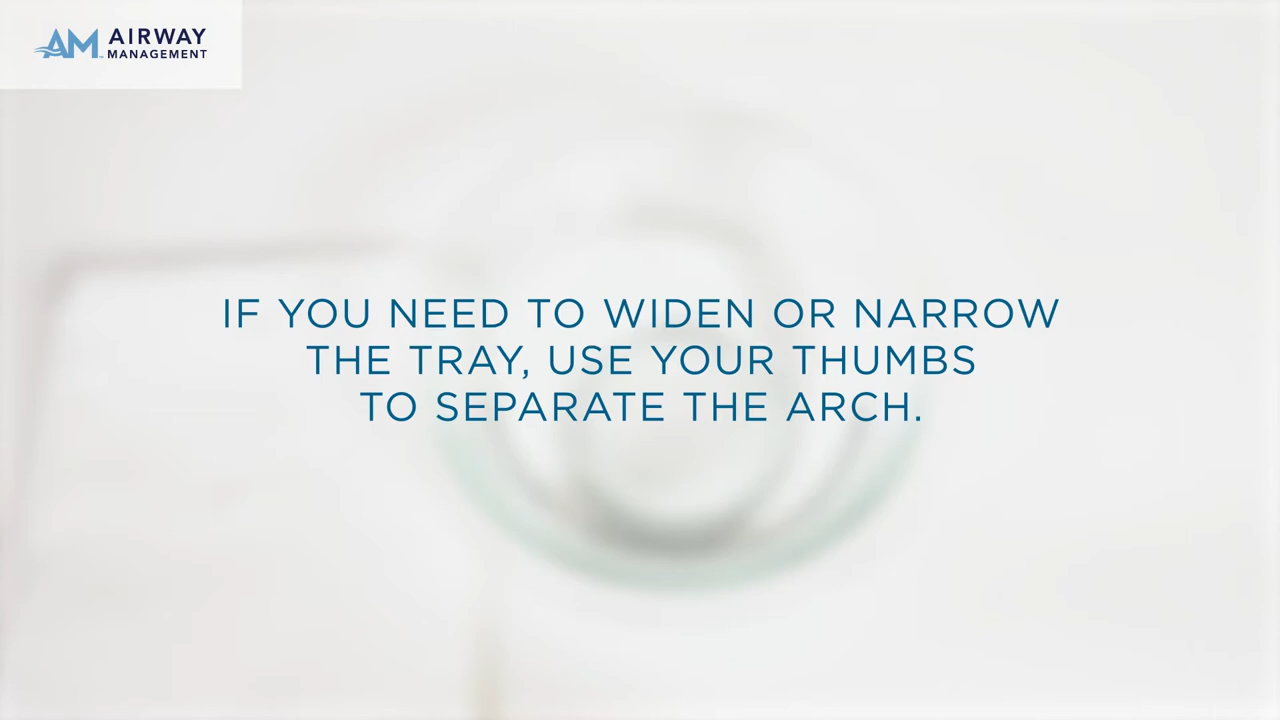 AM AIRWAY
MANAGEMENT
IF YOU NEED TO WIDEN OR NARROW
THE TRAY, USE YOUR THUMBS
TO SEPARATE THE ARCH.